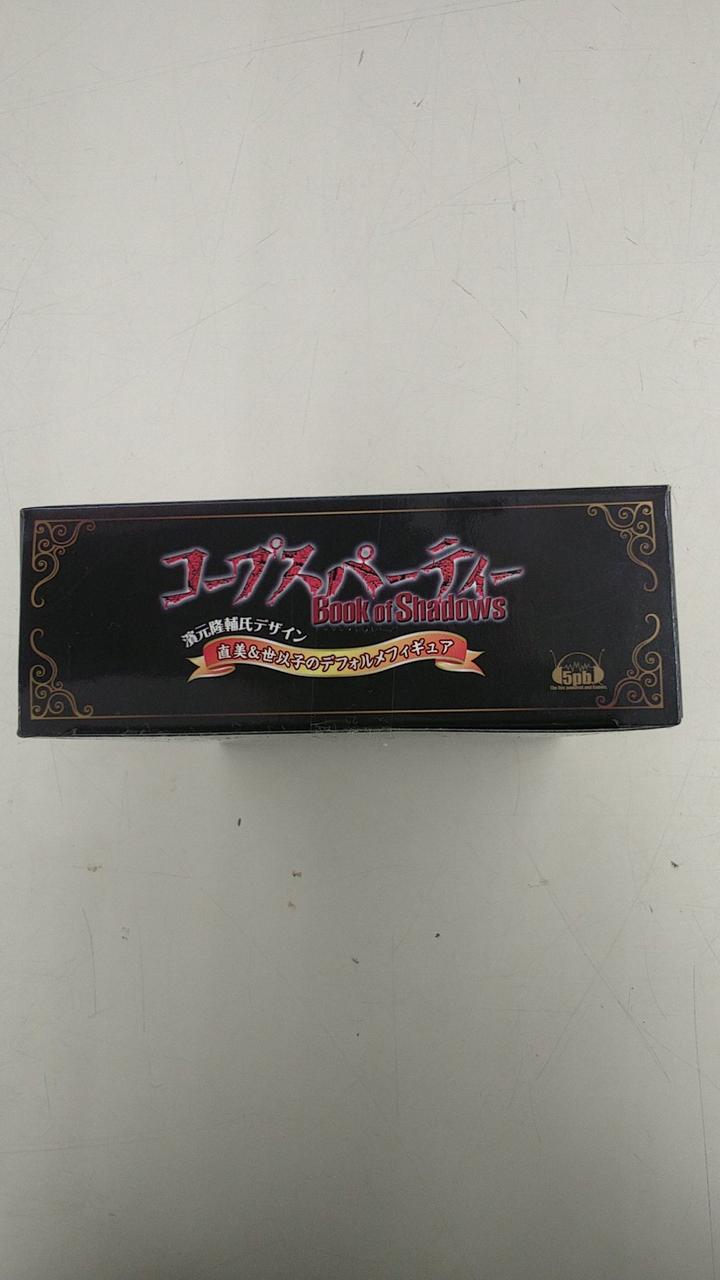 コープスパーティー
Book of Shadows
濱元隆輔氏デザイン
直美&世以子のデフォルメフィギュア
5pb.